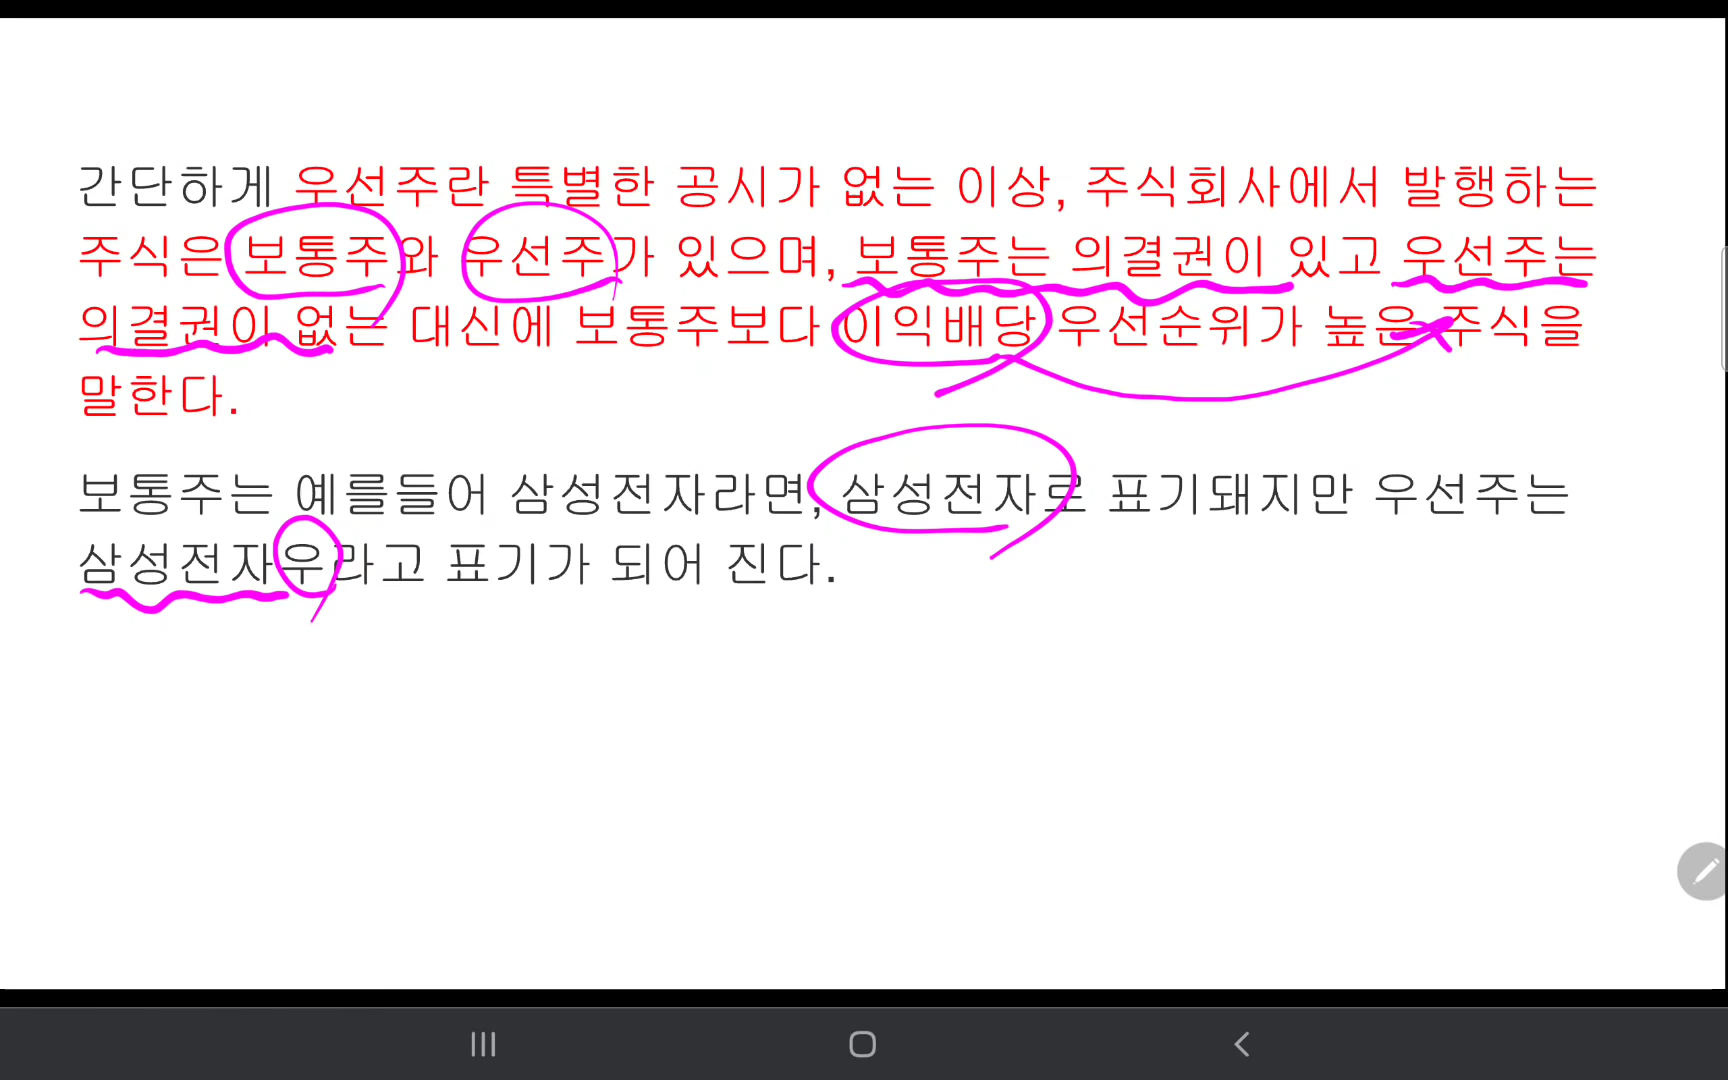 간단하게 우선주란 특별한 공시가 없는 이상, 주식회사에서 발행하는
주식은 보통주와 우선주가 있으며, 보통주는 의결권이 있고 우선주는
의결권이 없는 대신에 보통주보다 이익배당 우선순위가 높은 주식을
말한다.
보통주는 예를들어 삼성전자라면, 삼성전자로 표기돼지만 우선주는
삼성전자우라고 표기가 되어 진다.